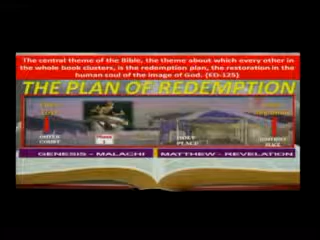 The central theme of the Bible, the theme about which every other in
the whole book clusters, is the redemption plan, the restoration in the
human soul of the image of God. (ED-125)
THE PLAN OF REDEMPTION
OUTER
COURT
HOLY
PLACE
PLACE
GENESIS - MALACHI
MATTHEW - REVELATION